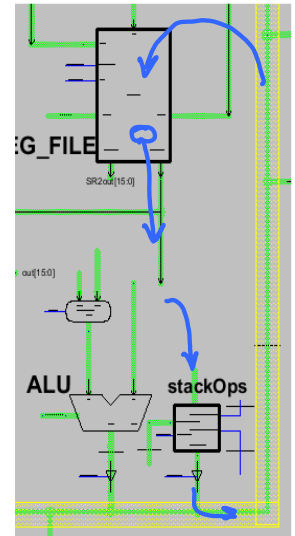 EG_FILE
SR2out[15:0]
out[15:0]
ALU
stackOps